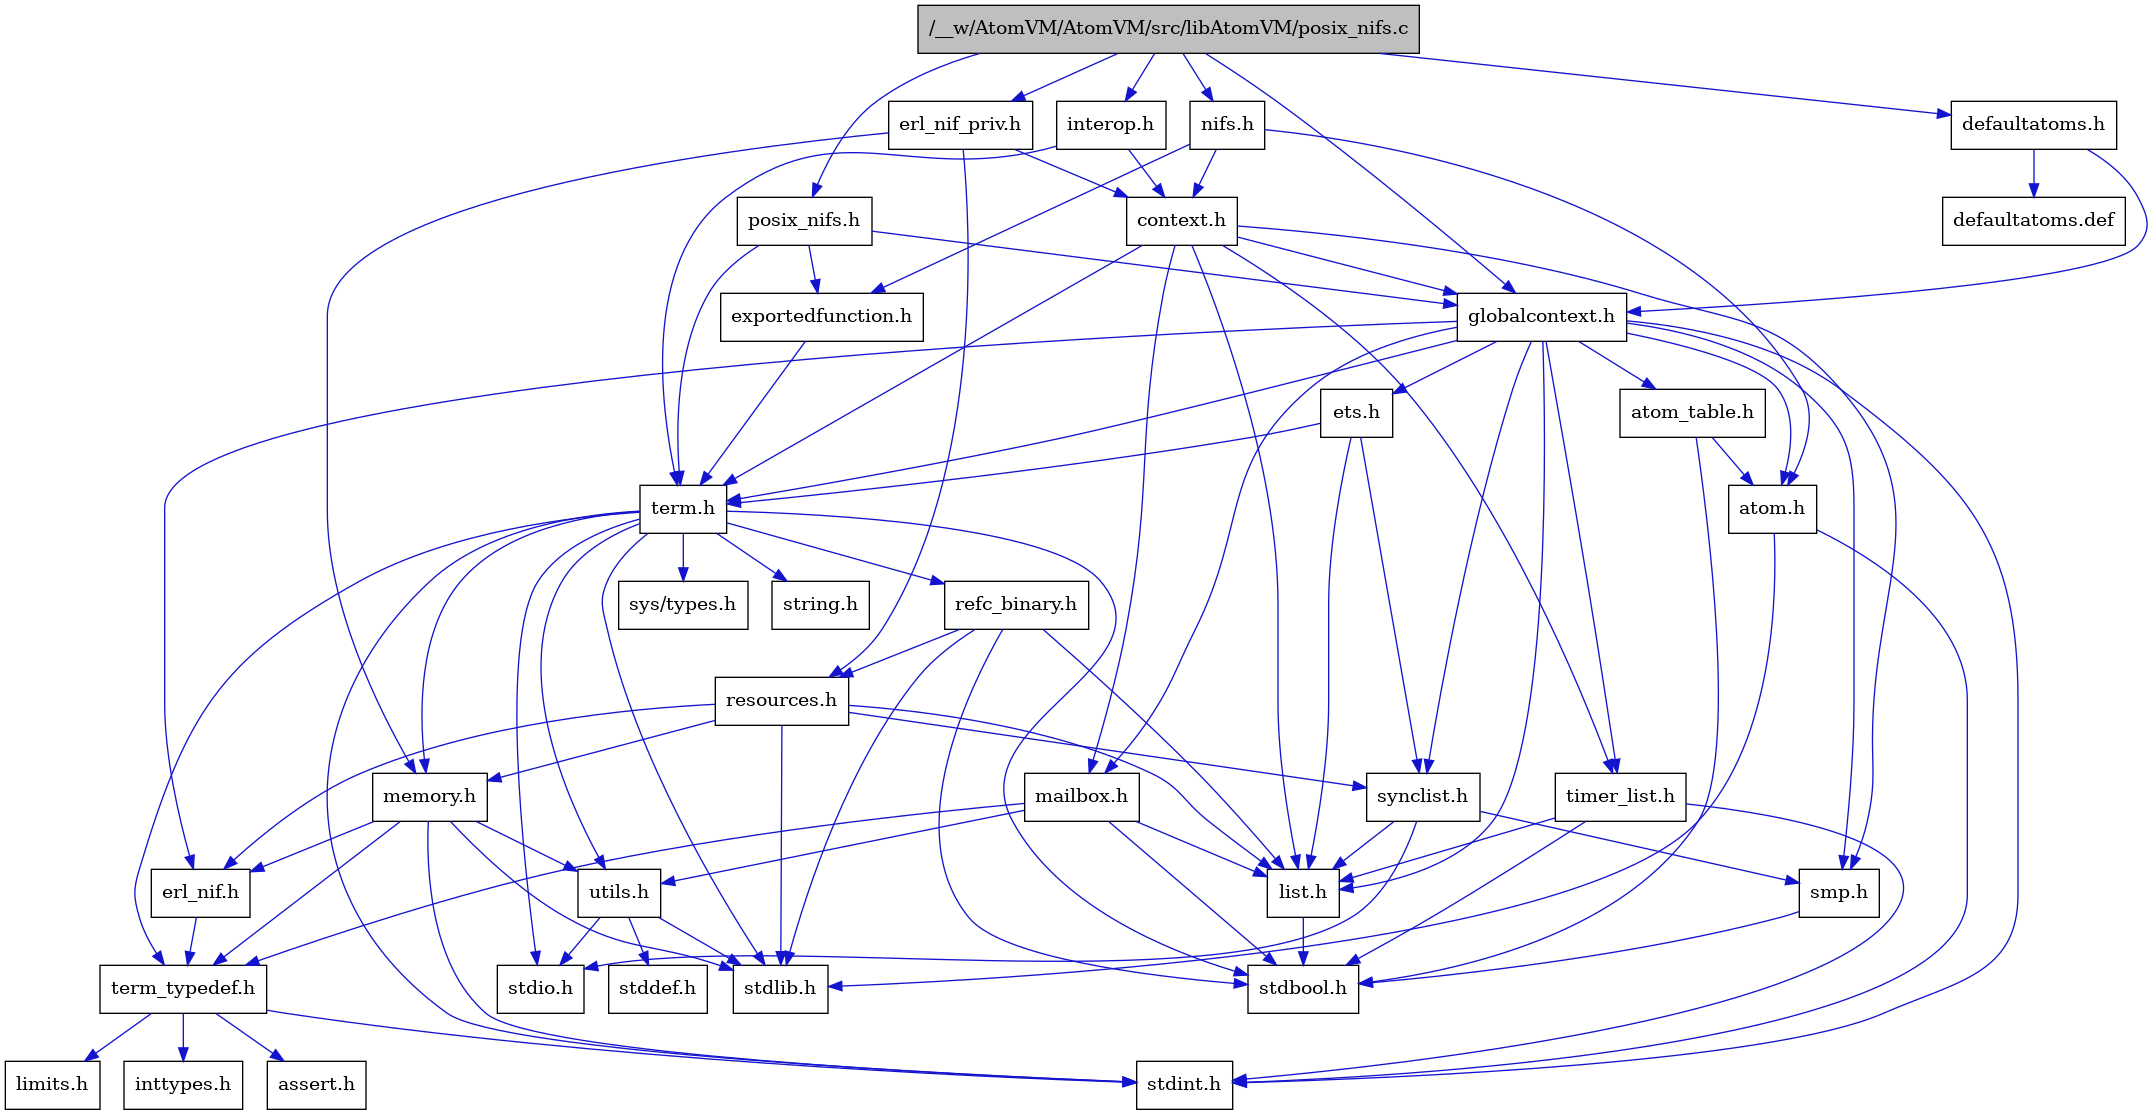 /__w/AtomVM/AtomVM/src/libAtomVM/posix_nifs.c
erl_nif_priv.h
interop.h
nifs.h
defaultatoms.h
posix_nifs.h
context.h
defaultatoms.def
exportedfunction.h
globalcontext.h
ets.h
atom_table.h
term.h
atom.h
sys/types.h
string.h
refc_binary.h
resources.h
memory.h
mailbox.h
synclist.h
timer_list.h
erl_nif.h
utils.h
list.h
smp.h
term_typedef.h
stdio.h
stddef.h
stdlib.h
stdbool.h
limits.h
inttypes.h
assert.h
stdint.h